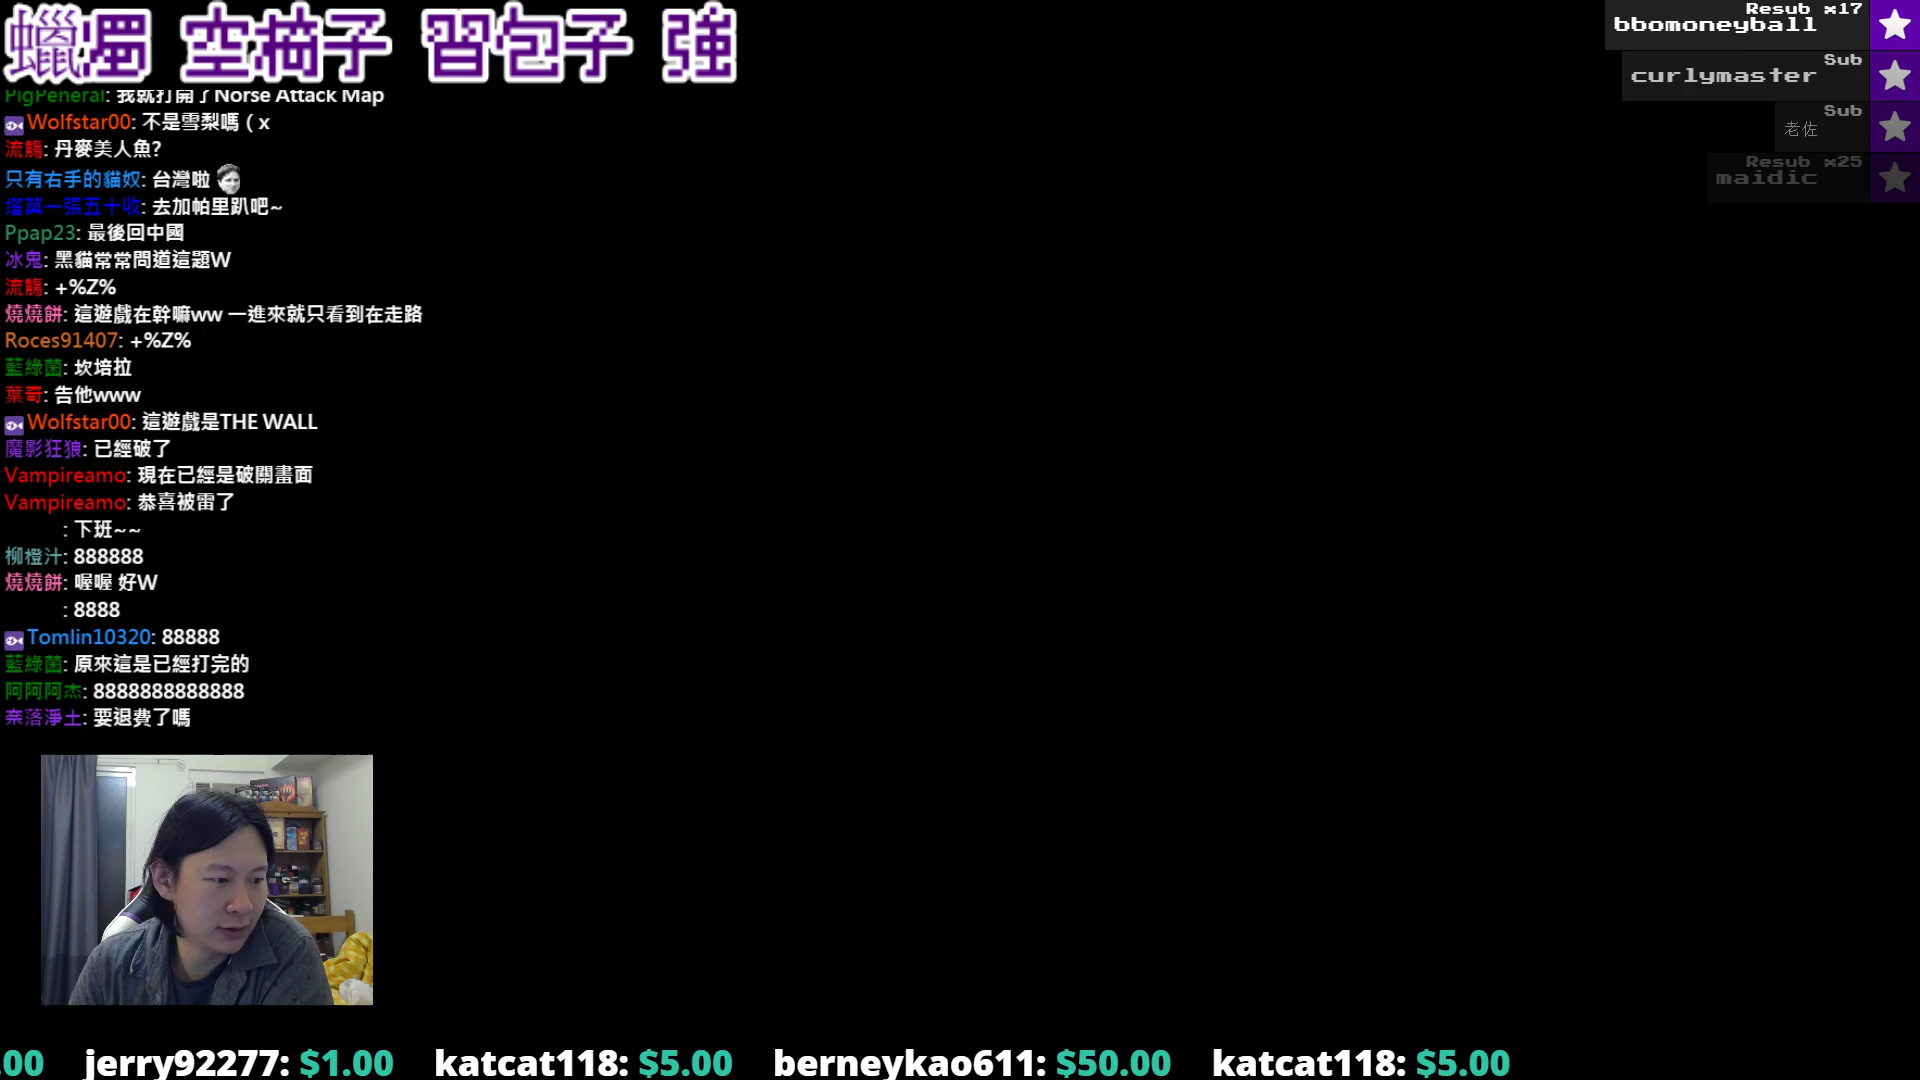 蠟燭 空椅子 習包子 強
PigPeneral: 我就打開了Norse Attack Map
Wolfstar00: 不是雪梨嗎 ( x
流觴: 丹麥美人魚?
只有右手的貓奴: 台灣啦
塔莫一張五十收: 去加帕里趴吧~
Ppap23: 最後回中國
冰鬼: 黑貓常常問道這題W
流觴: +%Z%
燒燒餅: 這遊戲在幹嘛ww 一進來就只看到在走路
Roces91407: +%Z%
藍綠菌: 坎培拉
葉奇: 告他www
Wolfstar00: 這遊戲是THE WALL
魔影狂狼: 已經破了
Vampireamo: 現在已經是破關畫面
Vampireamo: 恭喜被雷了
: 下班~~
柳橙汁: 888888
燒燒餅: 喔喔 好W
: 8888
Tomlin10320: 88888
藍綠菌: 原來這是已經打完的
阿阿阿杰: 8888888888888
奈落淨土: 要退費了嗎
Resub x17
bbomoneyball
Sub
curlymaster
Sub
老佐
Resub x25
maidic
.00 jerry92277: $1.00 katcat118: $5.00 berneykao611: $50.00 katcat118: $5.00